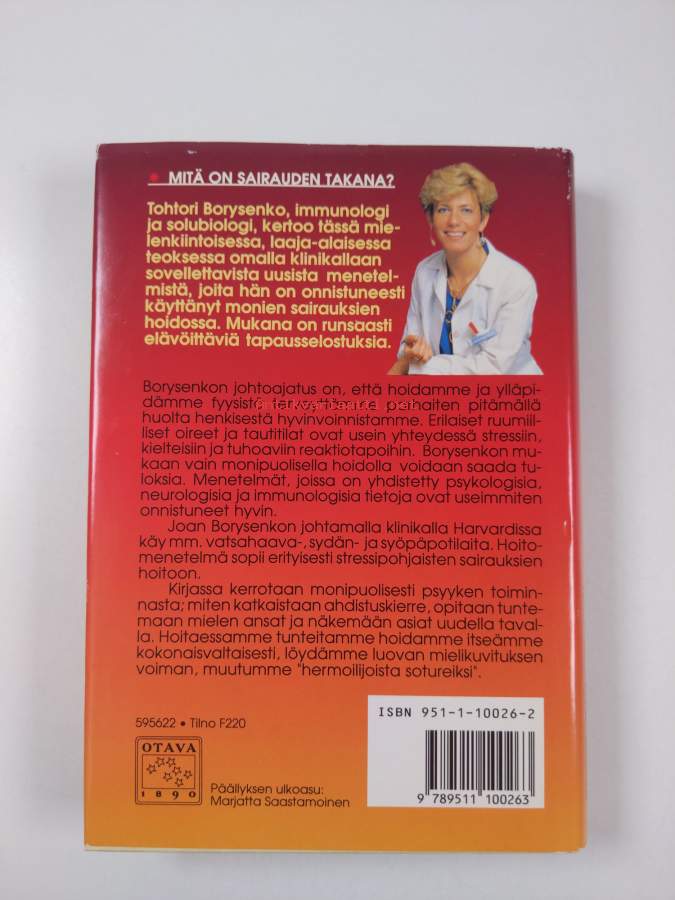 • MITÄ ON SAIRAUDEN TAKANA?
Tohtori Borysenko, immunologi
ja solubiologi, kertoo tässä mie-
lenkiintoisessa, laaja-alaisessa
teoksessa omalla klinikallaan
sovellettavista uusista menetel-
mistä, joita hän on onnistuneesti
käyttänyt monien sairauksien
hoidossa. Mukana on runsaasti
elävöittäviä tapausselostuksia.
Borysenkon johtoajatus on, että hoidamme ja ylläpi-
dämme fyysistä terveyttämme parhaiten pitämällä
huolta henkisestä hyvinvoinnistamme. Erilaiset ruumiil-
liset oireet ja tautitilat ovat usein yhteydessä stressiin,
kielteisiin ja tuhoaviin reaktiotapoihin. Borysenkon mu-
kaan vain monipuolisella hoidolla voidaan saada tu-
loksia. Menetelmät, joissa on yhdistetty psykologisia,
neurologisia ja immunologisia tietoja ovat useimmiten
onnistuneet hyvin.
Joan Borysenkon johtamalla klinikalla Harvardissa
käy mm. vatsahaava-, sydän- ja syöpäpotilaita. Hoito-
menetelmä sopii erityisesti stressipohjaisten sairauksien
hoitoon.
Kirjassa kerrotaan monipuolisesti psyyken toimin-
nasta; miten katkaistaan ahdistuskierre, opitaan tunte-
maan mielen ansat ja näkemään asiat uudella taval-
la. Hoitaessamme tunteitamme hoidamme itseämme
kokonaisvaltaisesti, löydämme luovan mielikuvituksen
voiman, muutumme "hermoilijoista sotureiksi".
595622 • Tilno F220
OTAVA
1890
Päällyksen ulkoasu:
Marjatta Saastamoinen
ISBN 951-1-10026-2
9 789511 100263